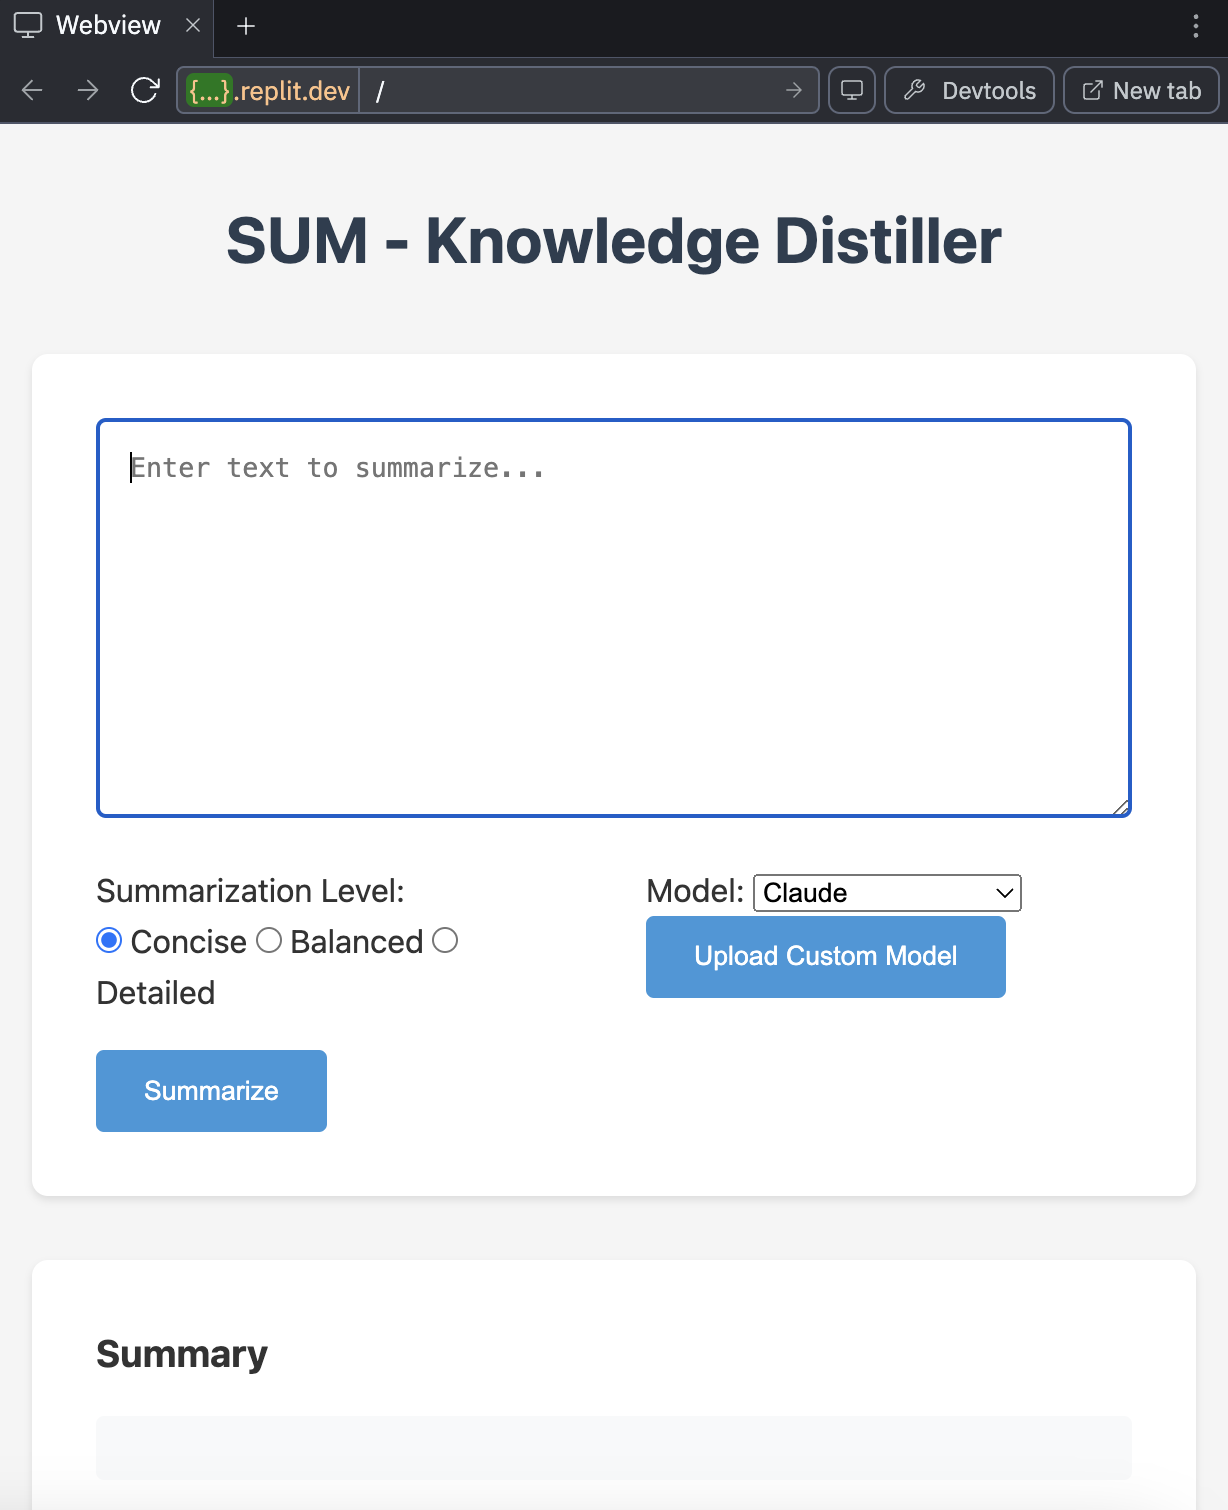 Webview
{...}.replit.dev /
Devtools
New tab
SUM - Knowledge Distiller
Enter text to summarize...
Summarization Level:
Concise Balanced
Detailed
Model: Claude
Upload Custom Model
Summarize
Summary